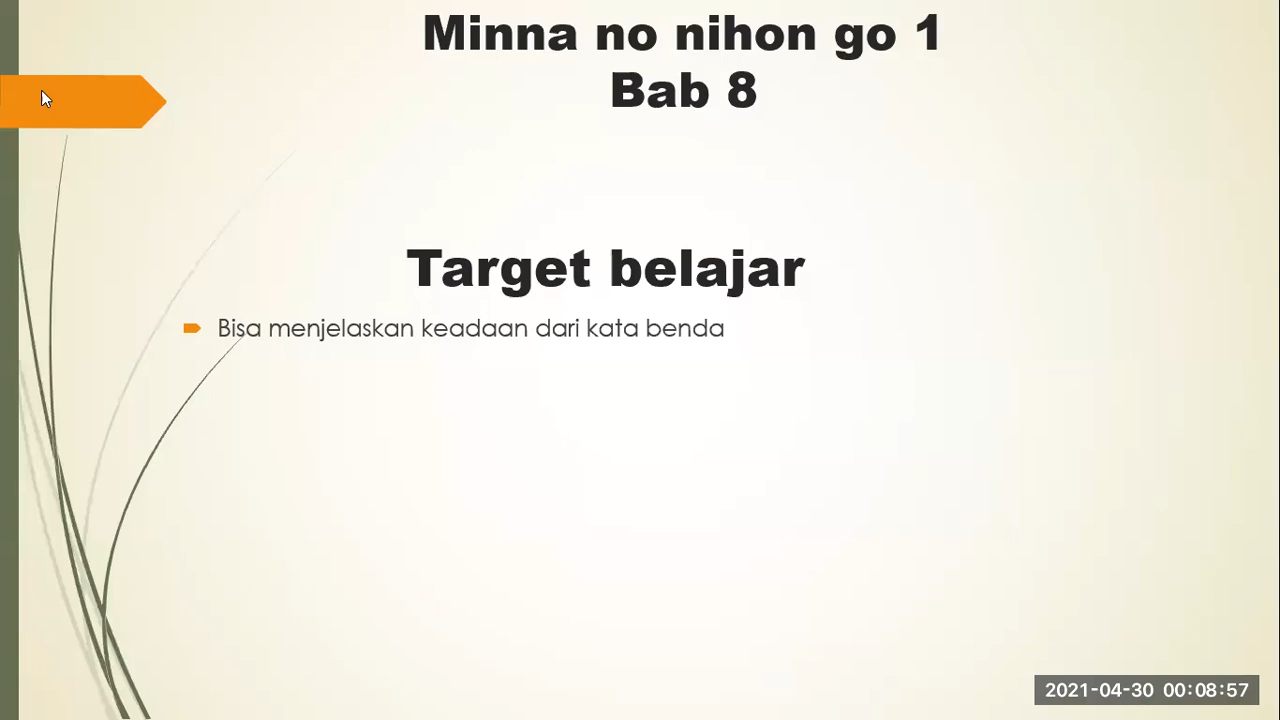 Minna no nihon go 1
Bab 8
Target belajar
Bisa menjelaskan keadaan dari kata benda
2021-04-30 00:08:57